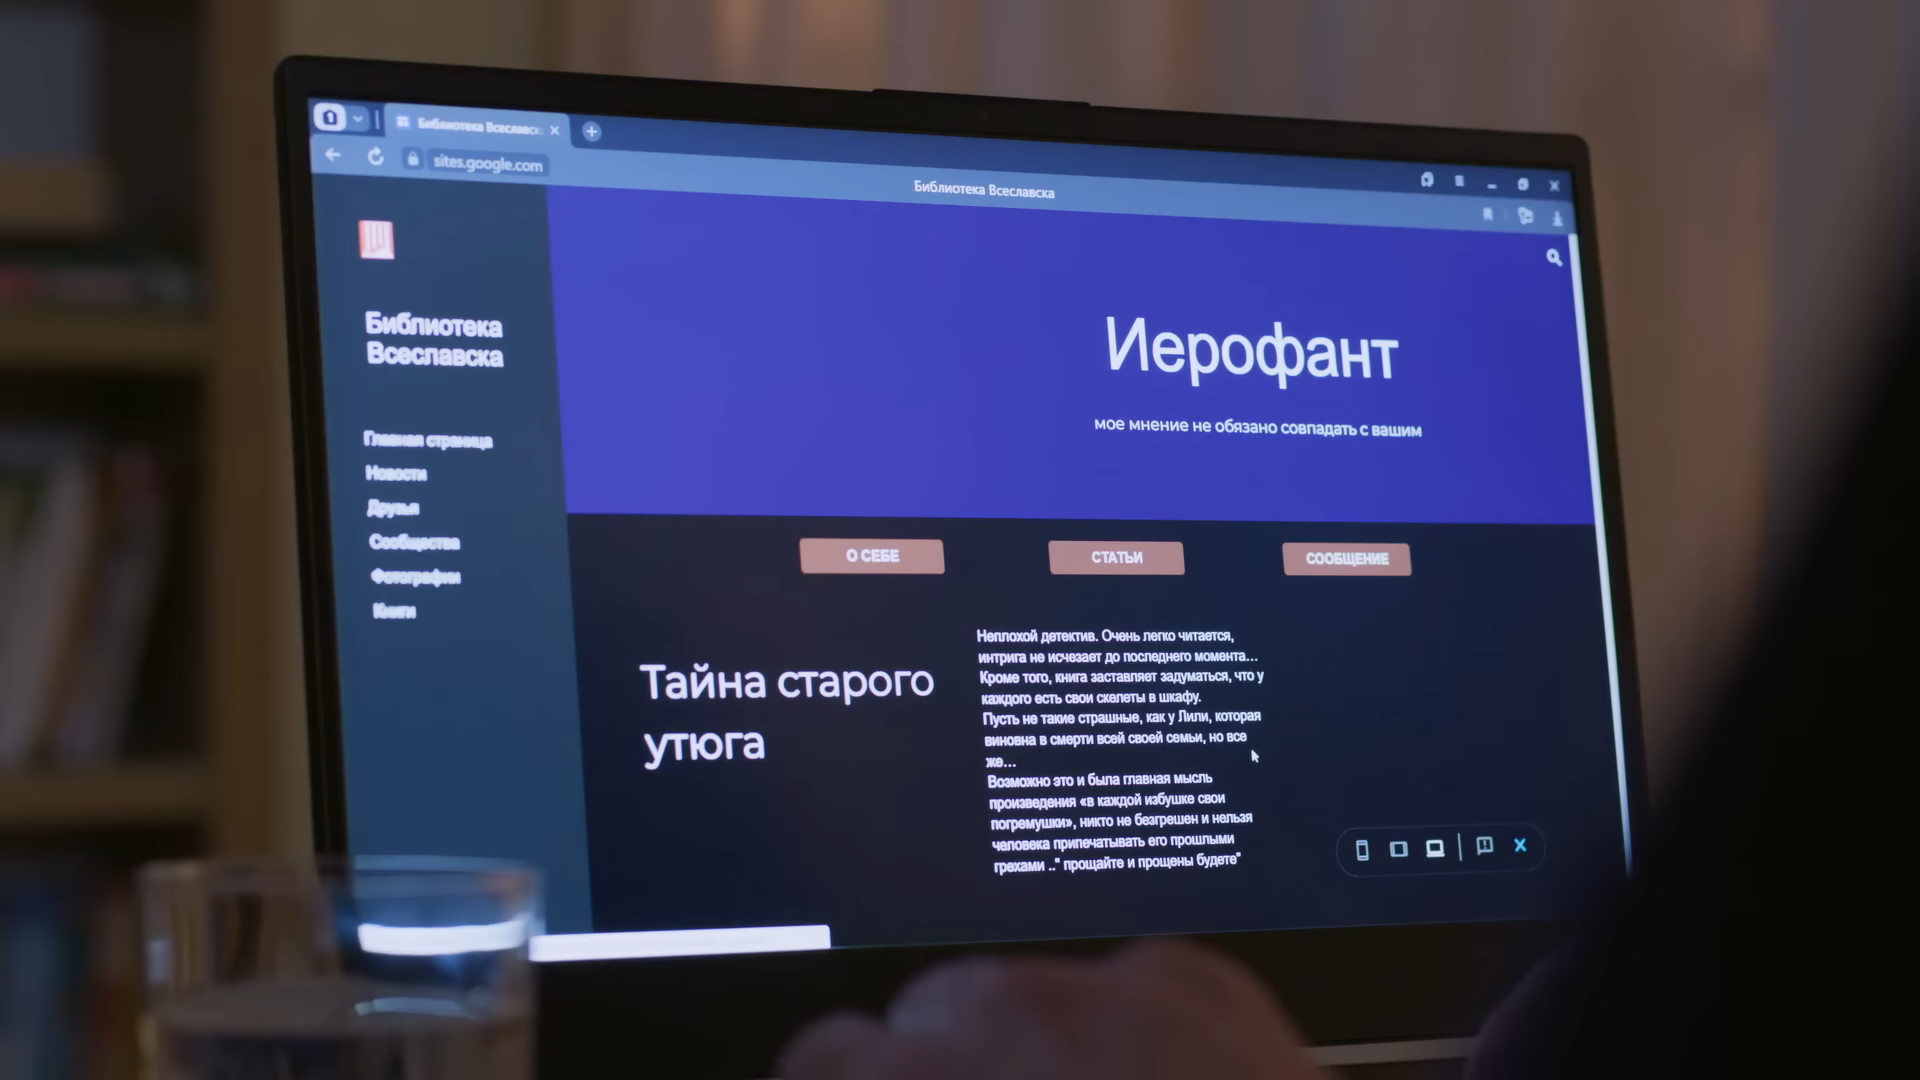 Библиотека Всеславск
sites.google.com
Библиотека Всеславска
Библиотека
Всеславска
Главная страница
Новости
Друзья
Сообщества
Фотографии
Книги
Иерофант
мое мнение не обязано совпадать с вашим
О СЕБЕ
СТАТЬИ
СООБЩЕНИЕ
Тайна старого
утюга
Неплохой детектив. Очень легко читается,
интрига не исчезает до последнего момента...
Кроме того, книга заставляет задуматься, что у
каждого есть свои скелеты в шкафу.
Пусть не такие страшные, как у Лили, которая
виновна в смерти всей своей семьи, но все
же...
Возможно это и была главная мысль
произведения «в каждой избушке свои
погремушки», никто не безгрешен и нельзя
человека припечатывать его прошлыми
грехами .." прощайте и прощены будете"